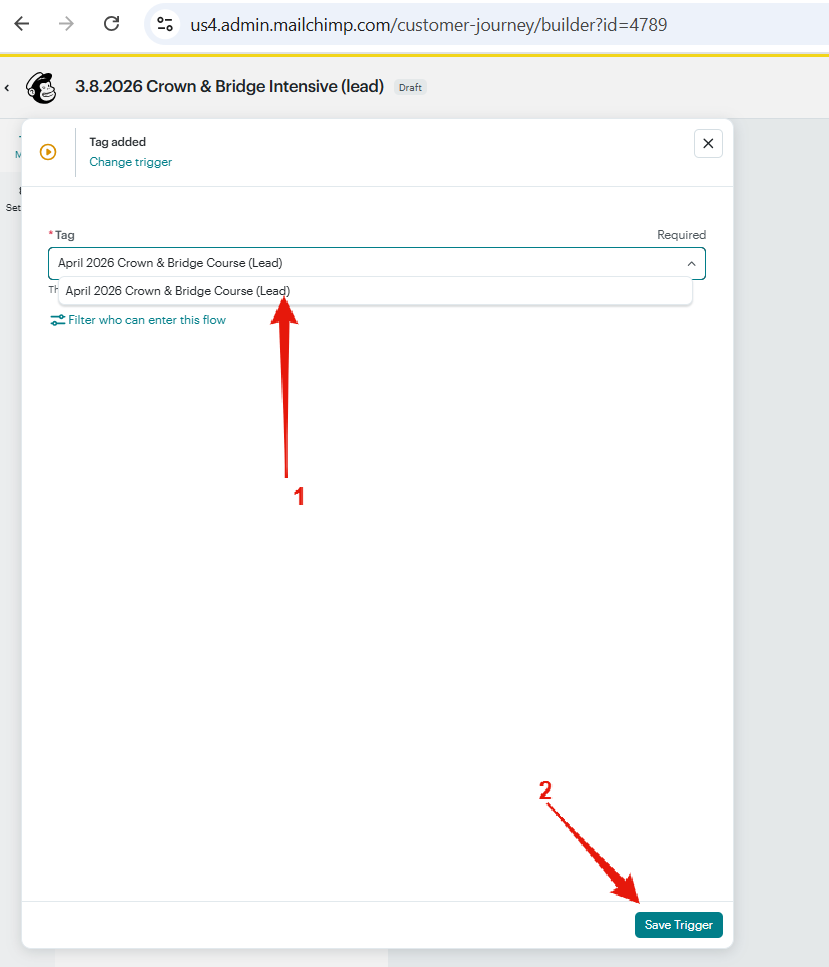 us4.admin.mailchimp.com/customer-journey/builder?id=4789
3.8.2026 Crown & Bridge Intensive (lead) Draft
Tag added
Change trigger
Set
* Tag Required
April 2026 Crown & Bridge Course (Lead)
April 2026 Crown & Bridge Course (Lead)
Filter who can enter this flow
1
2
Save Trigger